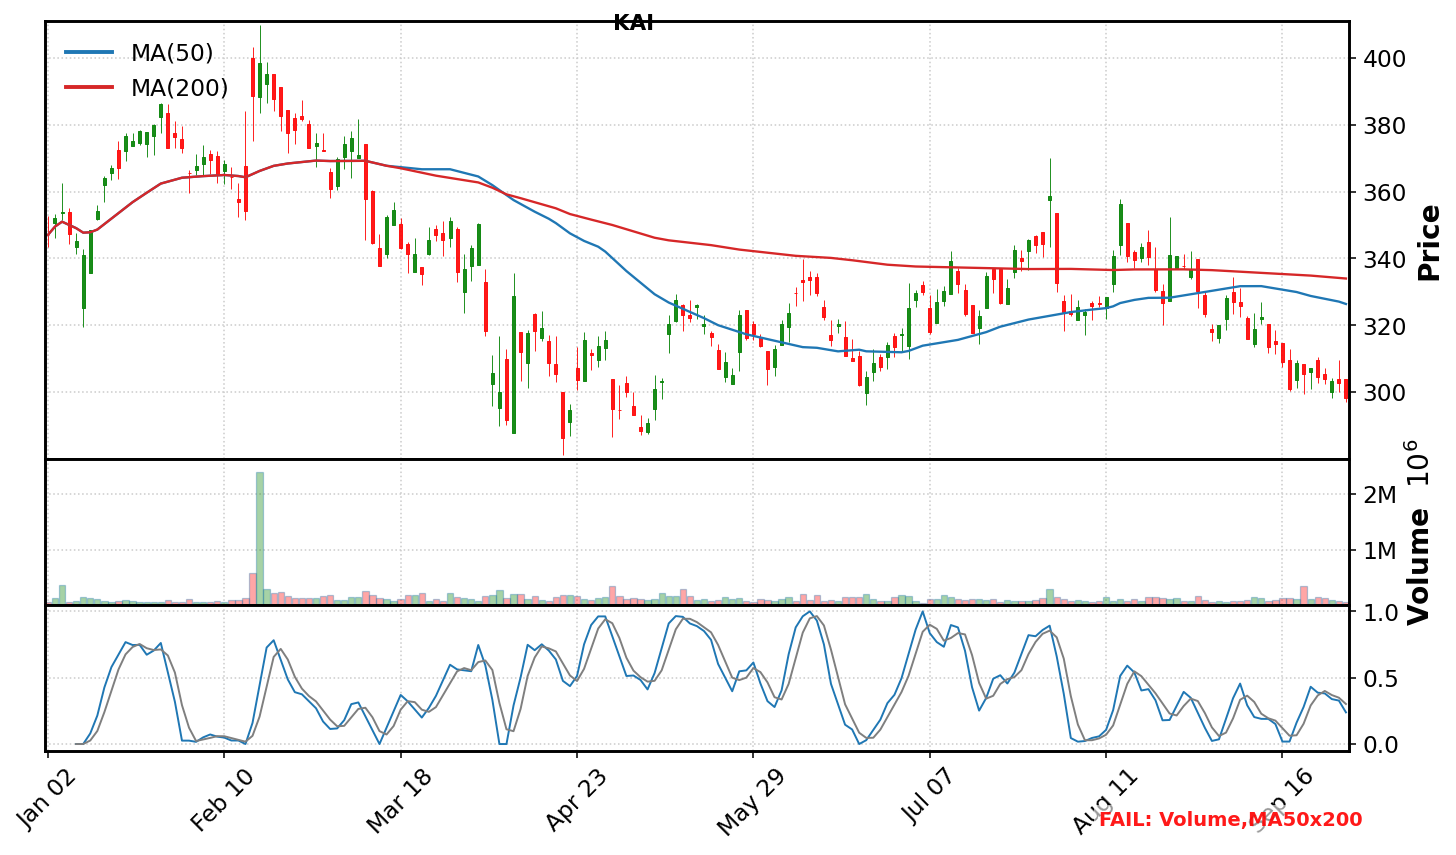 KAI
MA(50)
MA(200)
400
380
360
340
320
300
Price
2M
1M
Volume 10⁶
1.0
0.5
0.0
Jan 02
Feb 10
Mar 18
Apr 23
May 29
Jul 07
Aug 11
Sep 16
FAIL: Volume,MA50x200